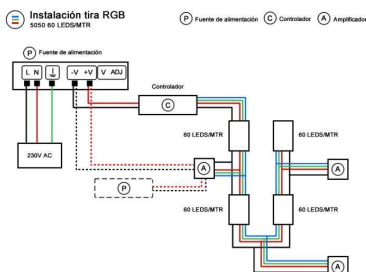 Instalación tira RGB
5050 60 LEDS/MTR
P Fuente de alimentación C Controlador A Amplificador
P Fuente de alimentación
L N -V +V V ADJ
Controlador
C
230V AC
60 LEDS/MTR 60 LEDS/MTR
A A
P
60 LEDS/MTR 60 LEDS/MTR
A